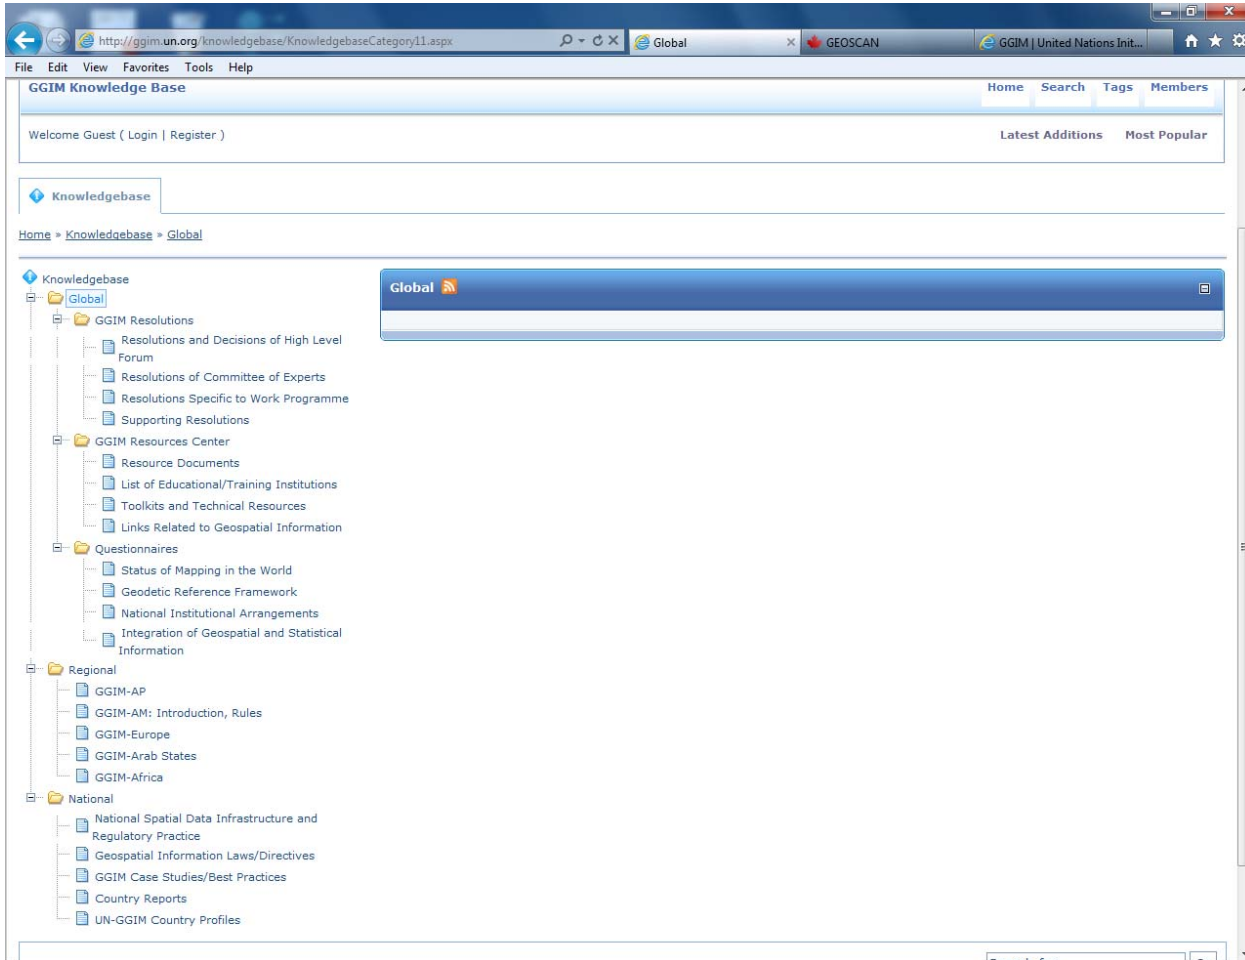 http://ggim.un.org/knowledgebase/KnowledgebaseCategory11.aspx
Global
GEOSCAN
GGIM | United Nations Init...
File Edit View Favorites Tools Help
GGIM Knowledge Base
Home Search Tags Members
Welcome Guest ( Login | Register )
Latest Additions Most Popular
Knowledgebase
Home » Knowledgebase » Global
Knowledgebase
Global
Global
GGIM Resolutions
Resolutions and Decisions of High Level
Forum
Resolutions of Committee of Experts
Resolutions Specific to Work Programme
Supporting Resolutions
GGIM Resources Center
Resource Documents
List of Educational/Training Institutions
Toolkits and Technical Resources
Links Related to Geospatial Information
Questionnaires
Status of Mapping in the World
Geodetic Reference Framework
National Institutional Arrangements
Integration of Geospatial and Statistical
Information
Regional
GGIM-AP
GGIM-AM: Introduction, Rules
GGIM-Europe
GGIM-Arab States
GGIM-Africa
National
National Spatial Data Infrastructure and
Regulatory Practice
Geospatial Information Laws/Directives
GGIM Case Studies/Best Practices
Country Reports
UN-GGIM Country Profiles